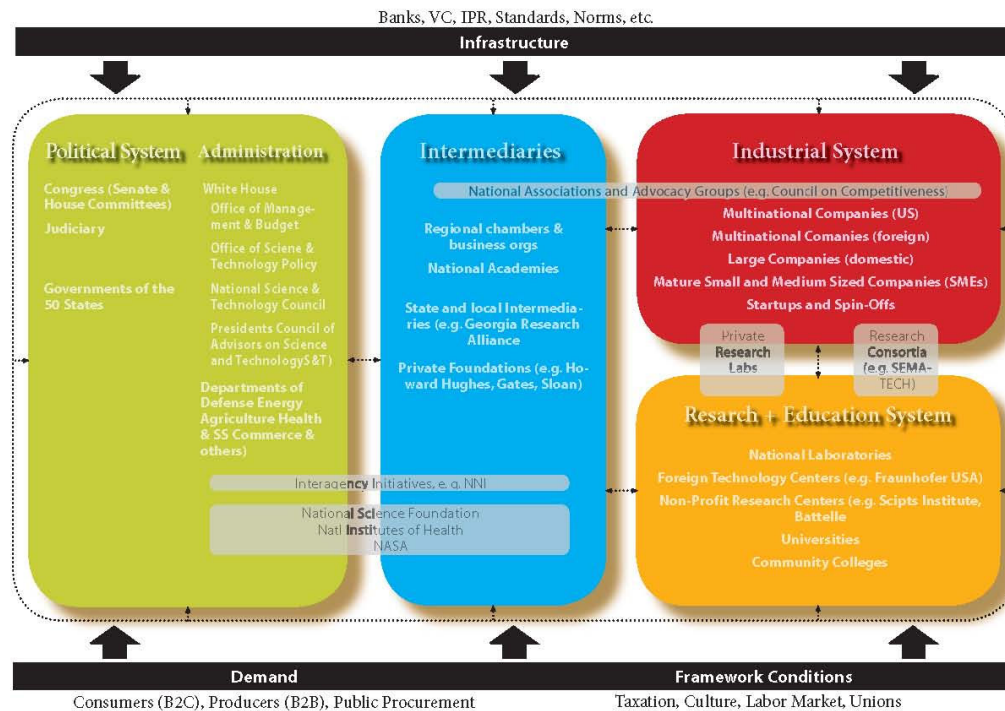 Banks, VC, IPR, Standards, Norms, etc.
Infrastructure
Political System
Congress (Senate &
House Committees)
Judiciary
Governments of the
50 States
Administration
White House
Office of Manage-
ment & Budget
Office of Sciene &
Technology Policy
National Science &
Technology Council
Presidents Council of
Advisors on Science
and TechnologyS&T)
Departments of
Defense Energy
Agriculture Health
& SS Commerce &
others)
Interagency Initiatives, e. g. NNI
National Science Foundation
Natl Institutes of Health
NASA
Intermediaries
National Associations and Advocacy Groups (e.g. Council on Competitiveness)
Regional chambers &
business orgs
National Academies
State and local Intermedia-
ries (e.g. Georgia Research
Alliance
Private Foundations (e.g. Ho-
ward Hughes, Gates, Sloan)
Industrial System
Multinational Companies (US)
Multinational Comanies (foreign)
Large Companies (domestic)
Mature Small and Medium Sized Companies (SMEs)
Startups and Spin-Offs
Private
Research
Labs
Research
Consortia
(e.g. SEMA-
TECH)
Resarch + Education System
National Laboratories
Foreign Technology Centers (e.g. Fraunhofer USA)
Non-Profit Research Centers (e.g. Scipts Institute,
Battelle
Universities
Community Colleges
Demand
Consumers (B2C), Producers (B2B), Public Procurement
Framework Conditions
Taxation, Culture, Labor Market, Unions